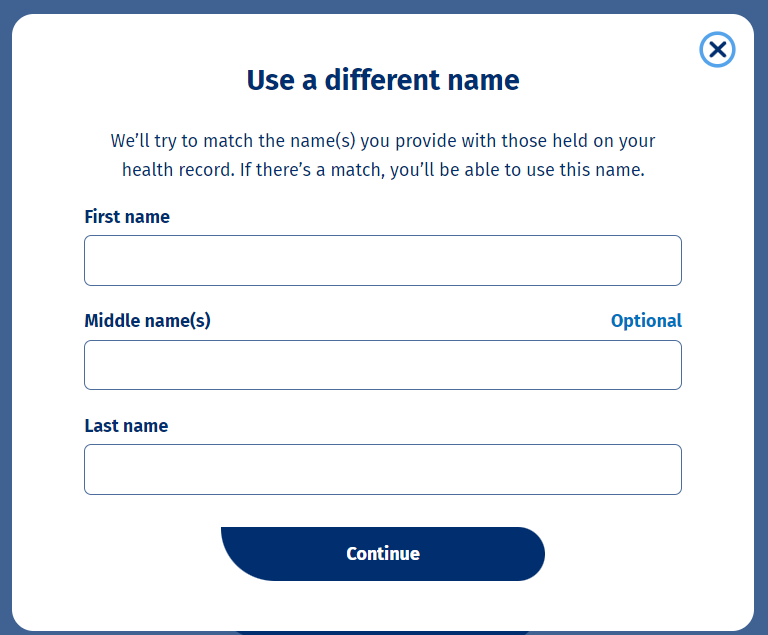 Use a different name
We’ll try to match the name(s) you provide with those held on your
health record. If there’s a match, you’ll be able to use this name.
First name
Middle name(s) Optional
Last name
Continue